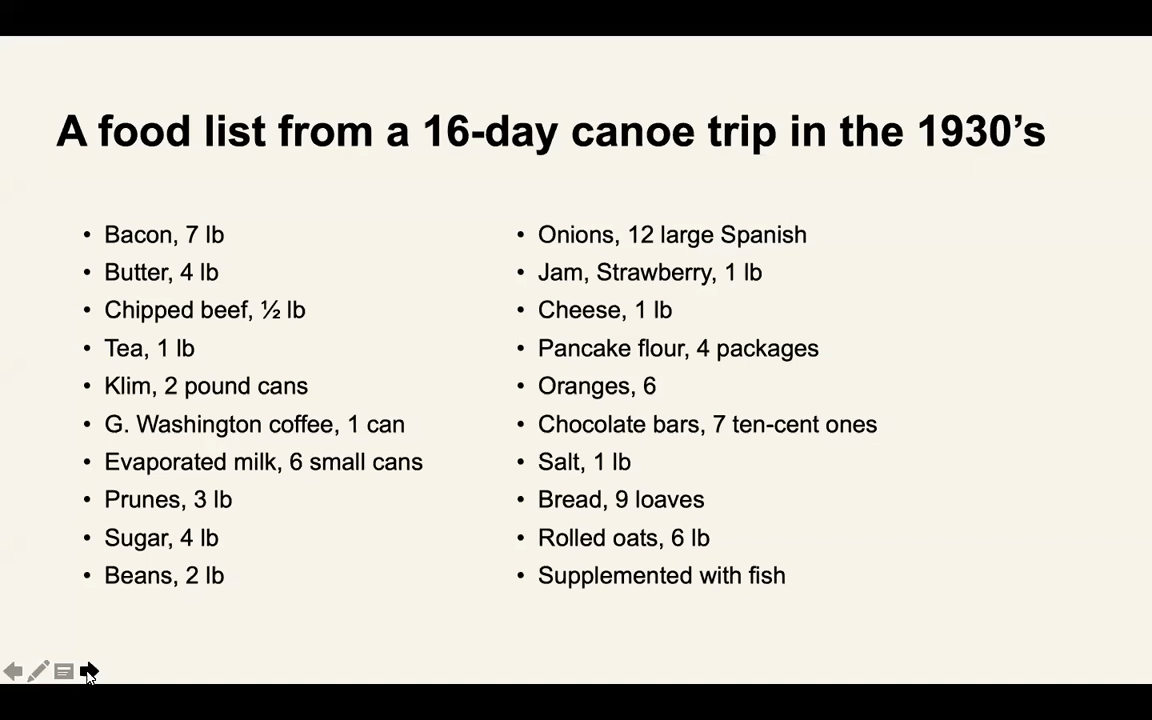 A food list from a 16-day canoe trip in the 1930’s
• Bacon, 7 lb
• Butter, 4 lb
• Chipped beef, ½ lb
• Tea, 1 lb
• Klim, 2 pound cans
• G. Washington coffee, 1 can
• Evaporated milk, 6 small cans
• Prunes, 3 lb
• Sugar, 4 lb
• Beans, 2 lb
• Onions, 12 large Spanish
• Jam, Strawberry, 1 lb
• Cheese, 1 lb
• Pancake flour, 4 packages
• Oranges, 6
• Chocolate bars, 7 ten-cent ones
• Salt, 1 lb
• Bread, 9 loaves
• Rolled oats, 6 lb
• Supplemented with fish